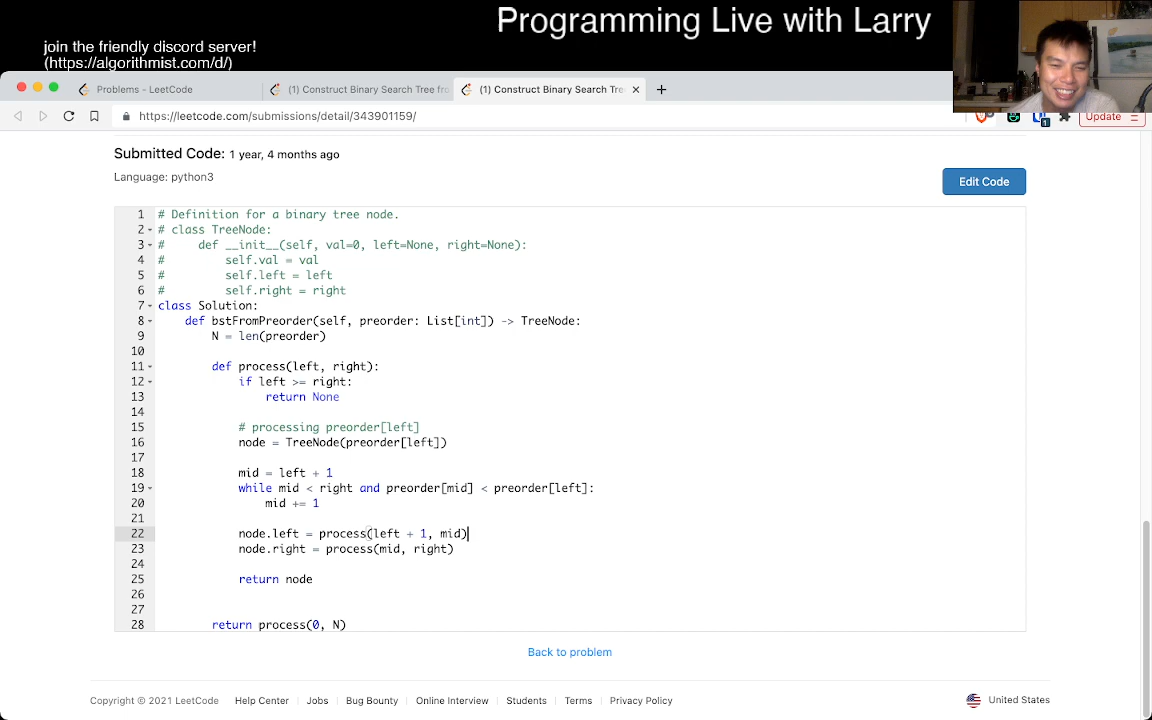 Programming Live with Larry
join the friendly discord server!
(https://algorithmist.com/d/)
Problems - LeetCode
(1) Construct Binary Search Tree fro
(1) Construct Binary Search Tre
https://leetcode.com/submissions/detail/343901159/
1
Update
Submitted Code: 1 year, 4 months ago
Language: python3
Edit Code
1 # Definition for a binary tree node.
2 # class TreeNode:
3 #     def __init__(self, val=0, left=None, right=None):
4 #         self.val = val
5 #         self.left = left
6 #         self.right = right
7 class Solution:
8     def bstFromPreorder(self, preorder: List[int]) -> TreeNode:
9         N = len(preorder)
10
11         def process(left, right):
12             if left >= right:
13                 return None
14
15             # processing preorder[left]
16             node = TreeNode(preorder[left])
17
18             mid = left + 1
19             while mid < right and preorder[mid] < preorder[left]:
20                 mid += 1
21
22             node.left = process(left + 1, mid)
23             node.right = process(mid, right)
24
25             return node
26
27
28         return process(0, N)
Back to problem
Copyright © 2021 LeetCode
Help Center
Jobs
Bug Bounty
Online Interview
Students
Terms
Privacy Policy
United States